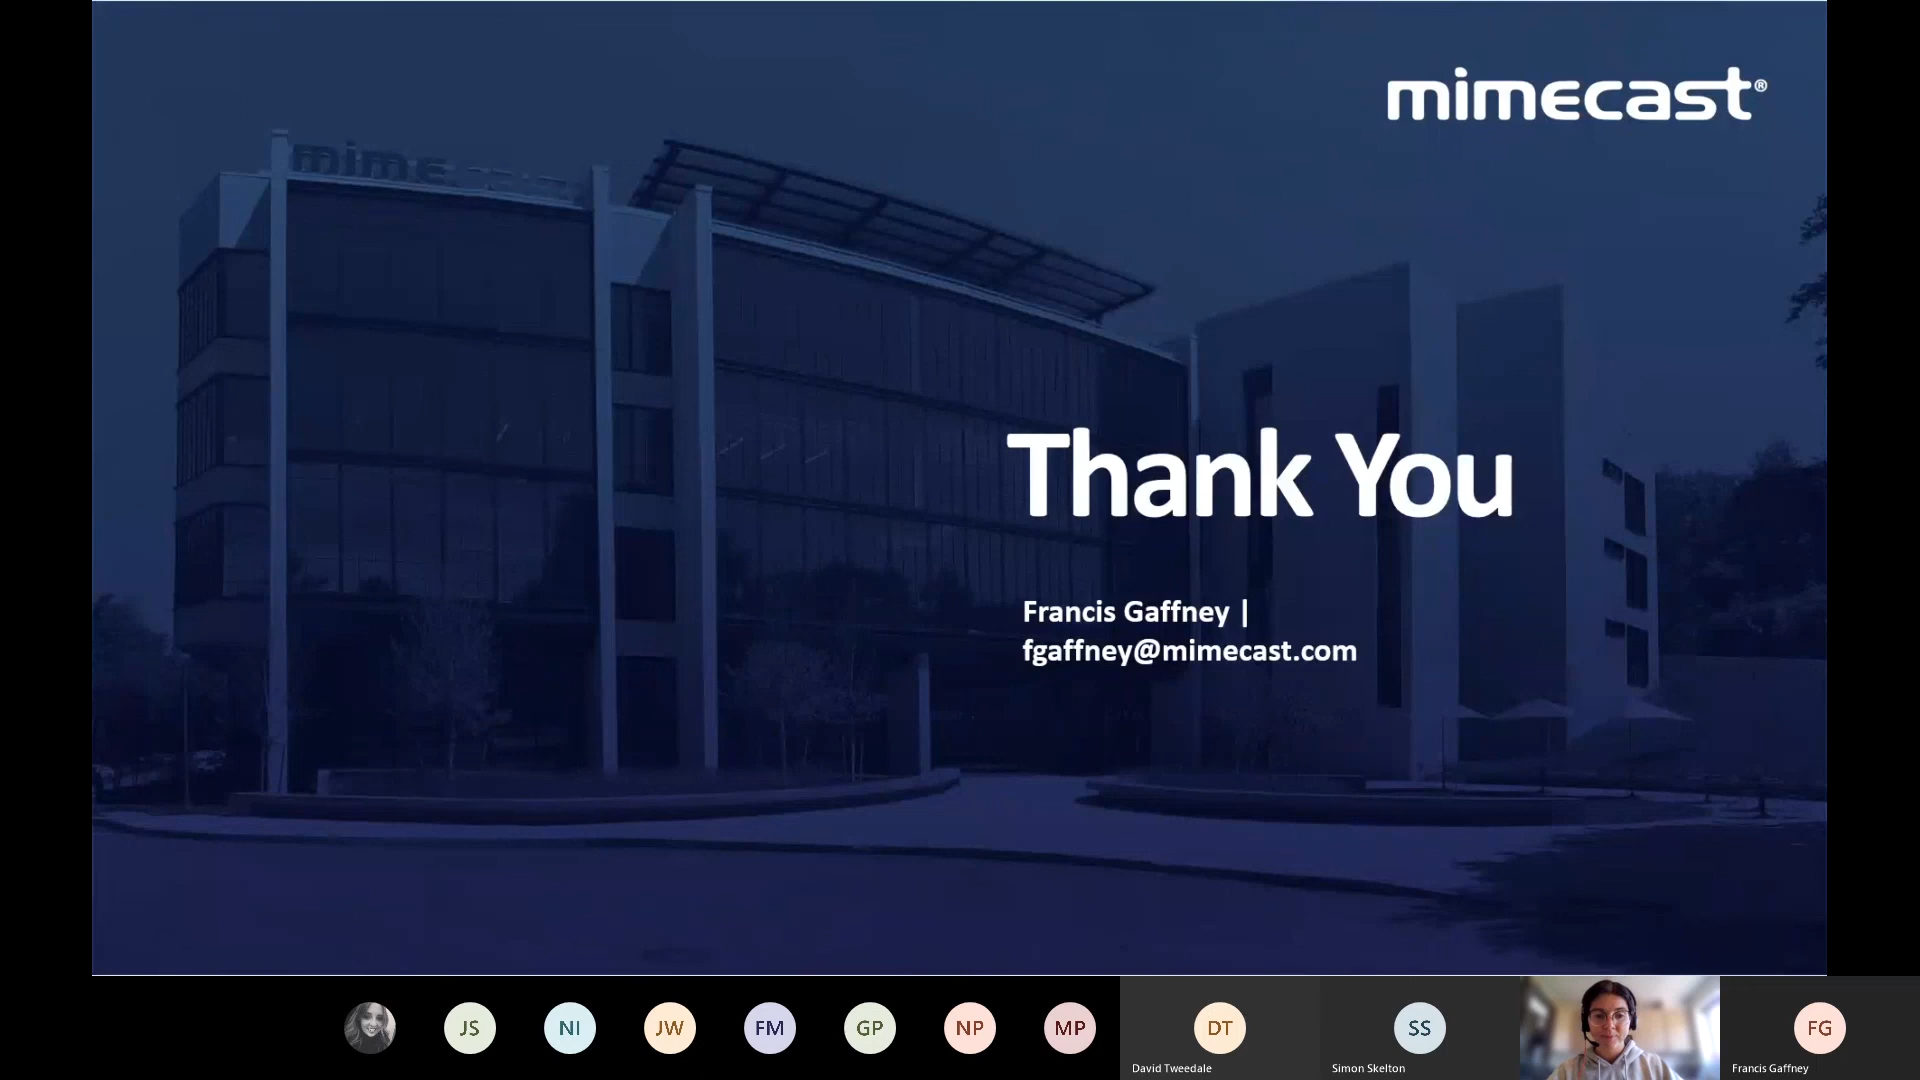 mimecast®
mime
Thank You
Francis Gaffney |
fgaffney@mimecast.com
JS
NI
JW
FM
GP
NP
MP
DT
David Tweedale
SS
Simon Skelton
FG
Francis Gaffney